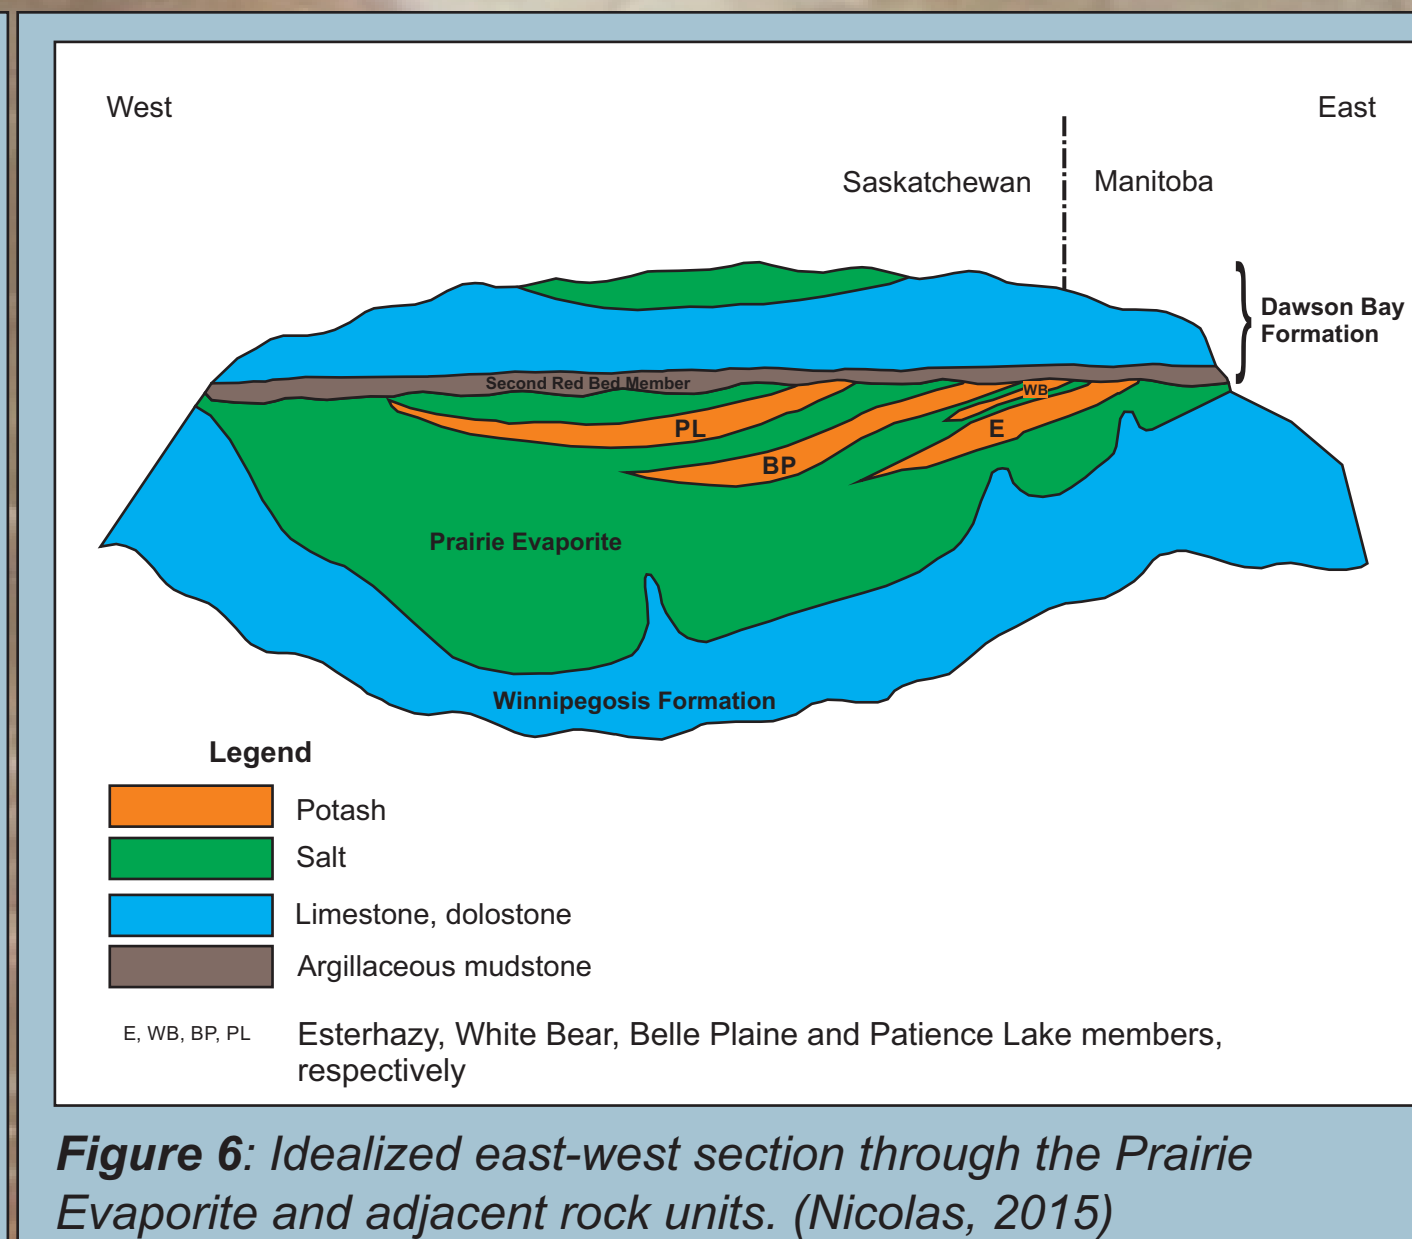 West
East
Saskatchewan
Manitoba
Dawson Bay
Formation
Second Red Bed Member
WB
PL
E
BP
Prairie Evaporite
Winnipegosis Formation
Legend
Potash
Salt
Limestone, dolostone
Argillaceous mudstone
E, WB, BP, PL
Esterhazy, White Bear, Belle Plaine and Patience Lake members,
respectively
Figure 6: Idealized east-west section through the Prairie
Evaporite and adjacent rock units. (Nicolas, 2015)